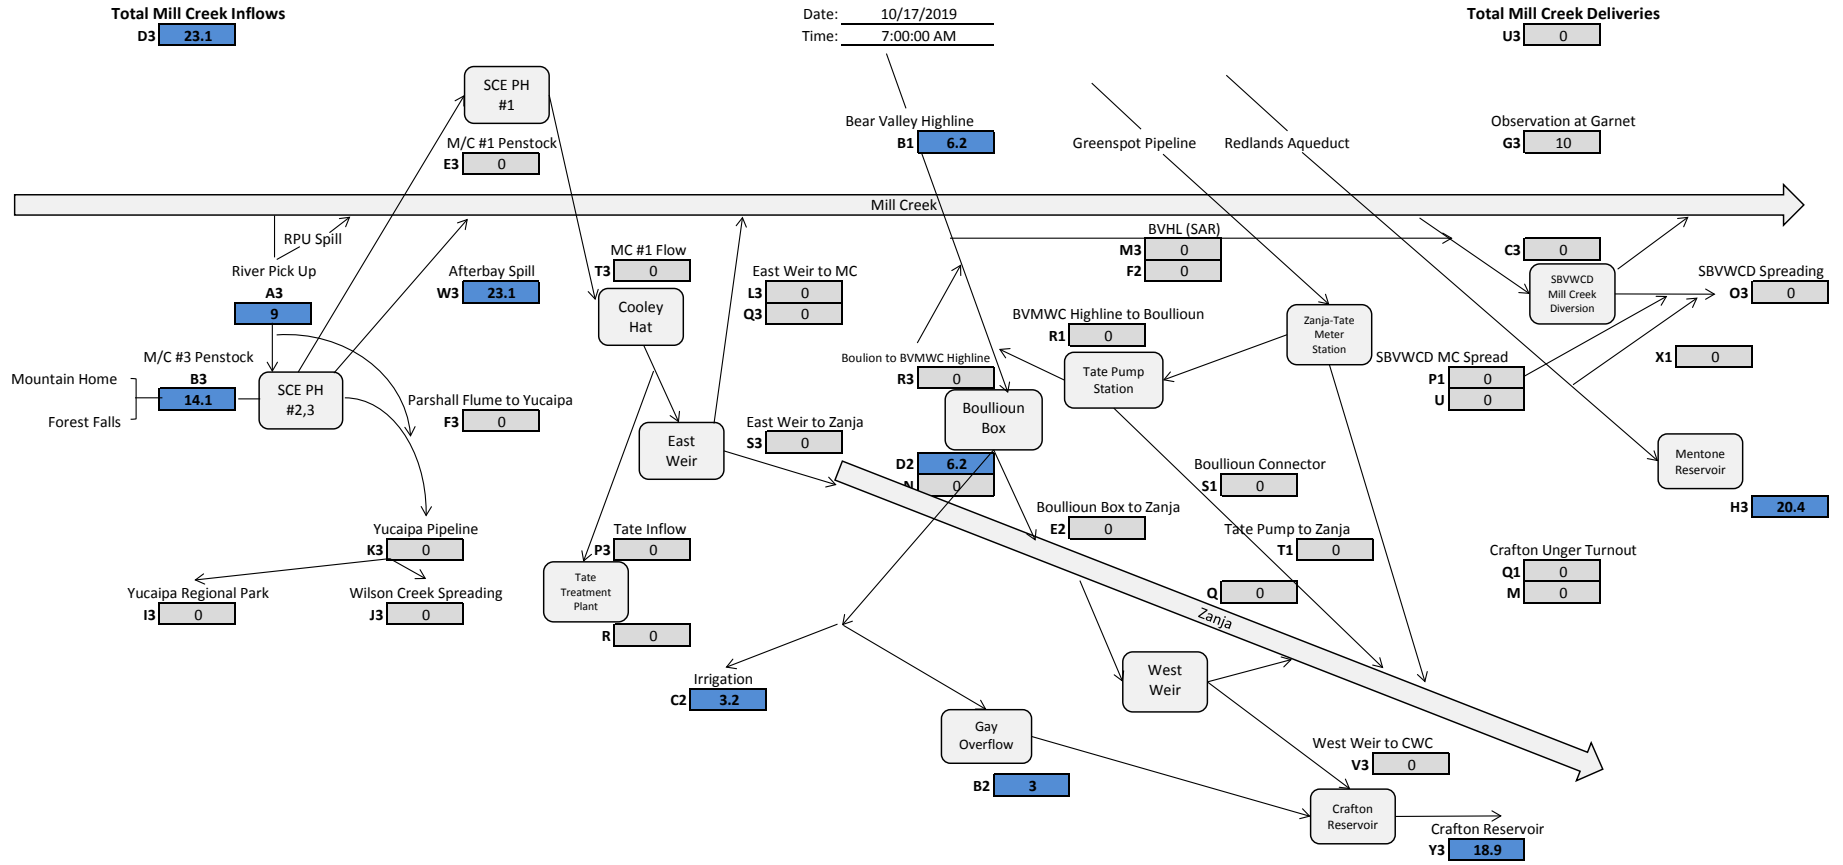 Total Mill Creek Inflows
D3 23.1
Date: 10/17/2019
Time: 7:00:00 AM
Total Mill Creek Deliveries
U3 0
SCE PH
#1
M/C #1 Penstock
E3 0
Bear Valley Highline
B1 6.2
Greenspot Pipeline
Redlands Aqueduct
Observation at Garnet
G3 10
Mill Creek
RPU Spill
River Pick Up
A3
9
Afterbay Spill
W3 23.1
MC #1 Flow
T3 0
Cooley
Hat
East Weir to MC
L3 0
Q3 0
BVHL (SAR)
M3 0
F2 0
C3 0
SBVWCD
Mill Creek
Diversion
SBVWCD Spreading
O3 0
BVMWC Highline to Boullioun
R1 0
Zanja-Tate
Meter
Station
M/C #3 Penstock
B3
14.1
Mountain Home
Forest Falls
SCE PH
#2,3
Parshall Flume to Yucaipa
F3 0
Boulion to BVMWC Highline
R3 0
Tate Pump
Station
SBVWCD MC Spread
P1 0
U 0
X1 0
Boullioun
Box
East
Weir
East Weir to Zanja
S3 0
D2 6.2
N 0
Boullioun Connector
S1 0
Mentone
Reservoir
H3 20.4
Boullioun Box to Zanja
E2 0
Yucaipa Pipeline
K3 0
Tate Inflow
P3 0
Tate Pump to Zanja
T1 0
Crafton Unger Turnout
Q1 0
M 0
Yucaipa Regional Park
I3 0
Wilson Creek Spreading
J3 0
Tate
Treatment
Plant
R 0
Q 0
Zanja
Irrigation
C2 3.2
West
Weir
Gay
Overflow
B2 3
West Weir to CWC
V3 0
Crafton
Reservoir
Crafton Reservoir
Y3 18.9